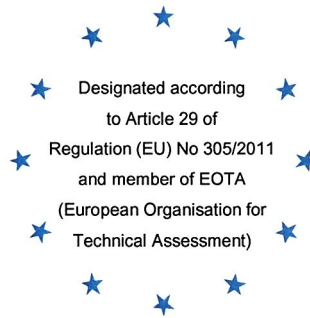 Designated according
to Article 29 of
Regulation (EU) No 305/2011
and member of EOTA
(European Organisation for
Technical Assessment)